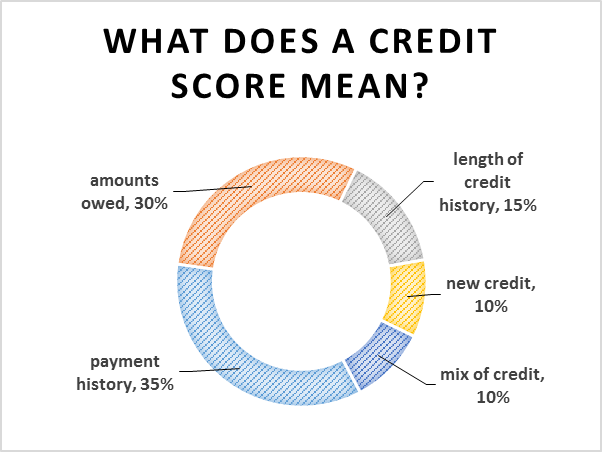 WHAT DOES A CREDIT
SCORE MEAN?
amounts
owed, 30%
length of
credit
history, 15%
new credit,
10%
payment
history, 35%
mix of credit,
10%